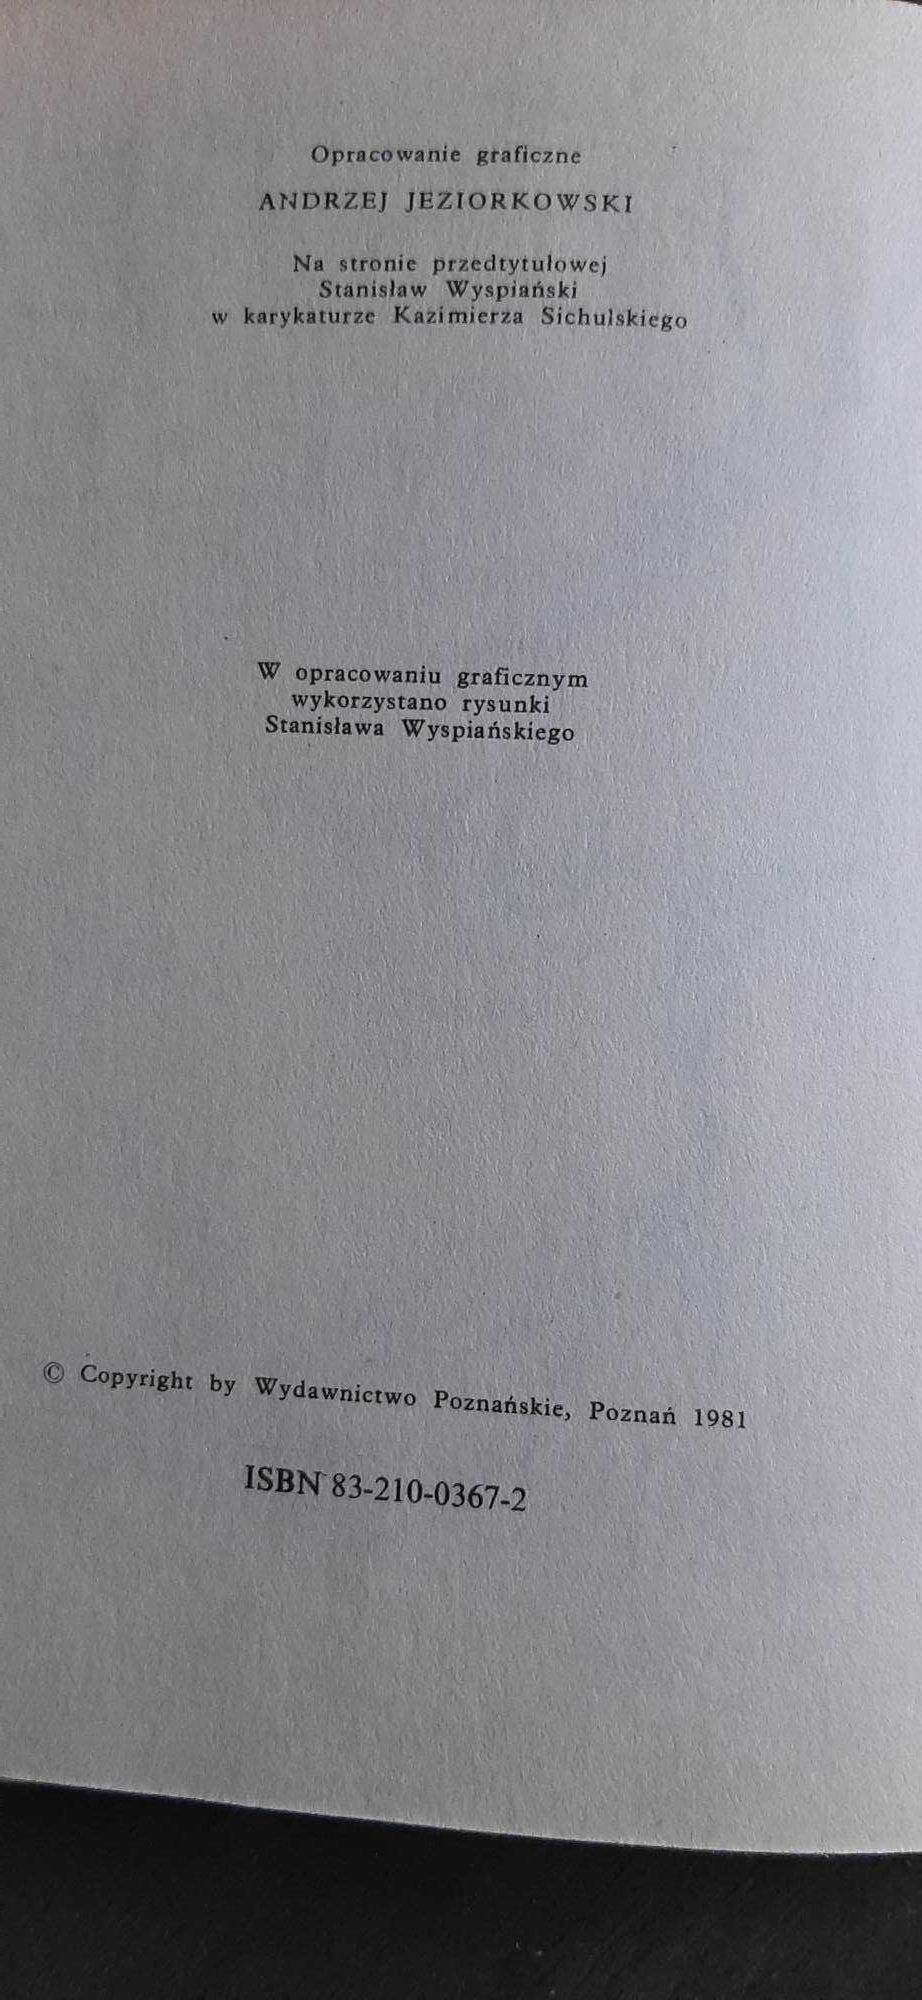 Opracowanie graficzne
ANDRZEJ JEZIORKOWSKI
Na stronie przedtytułowej
Stanisław Wyspiański
w karykaturze Kazimierza Sichulskiego
W opracowaniu graficznym
wykorzystano rysunki
Stanisława Wyspiańskiego
© Copyright by Wydawnictwo Poznańskie, Poznań 1981
ISBN 83-210-0367-2